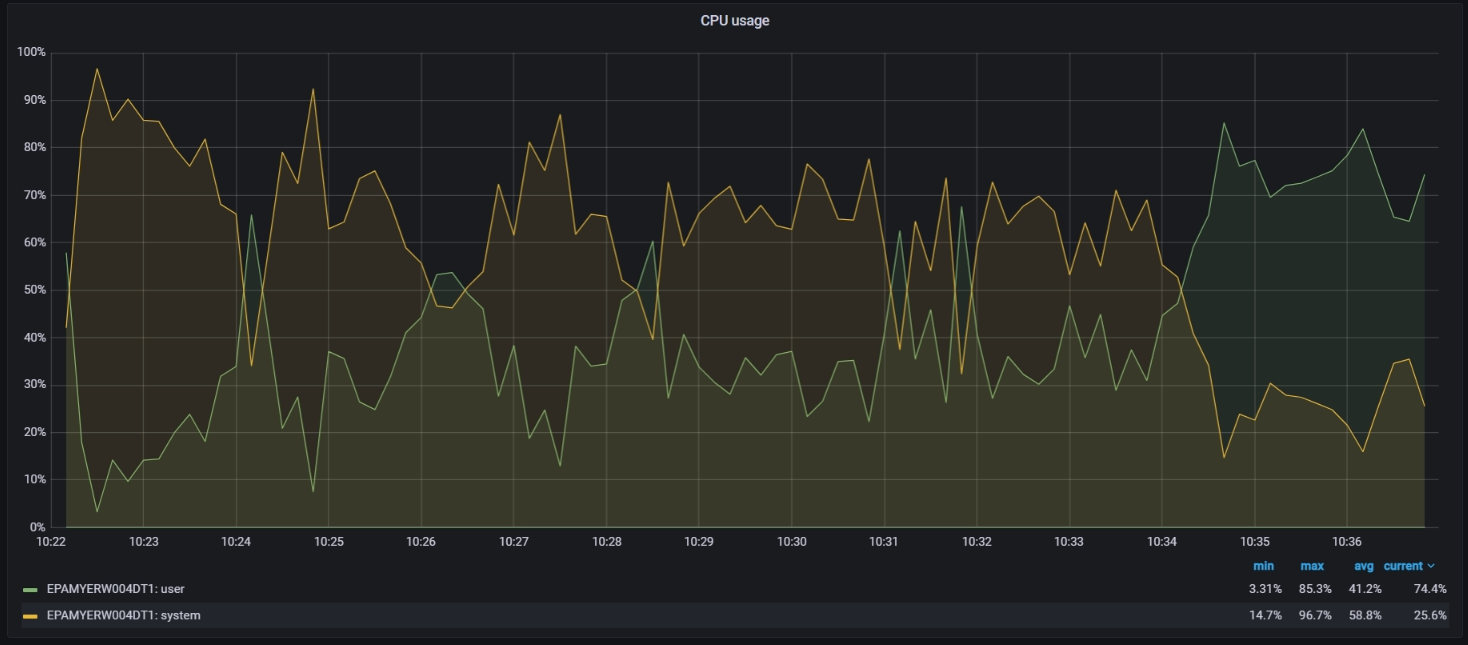 CPU usage
100%
90%
80%
70%
60%
50%
40%
30%
20%
10%
0%
10:22 10:23 10:24 10:25 10:26 10:27 10:28 10:29 10:30 10:31 10:32 10:33 10:34 10:35 10:36
min max avg current
EPAMYERW004DT1: user 3.31% 85.3% 41.2% 74.4%
EPAMYERW004DT1: system 14.7% 96.7% 58.8% 25.6%